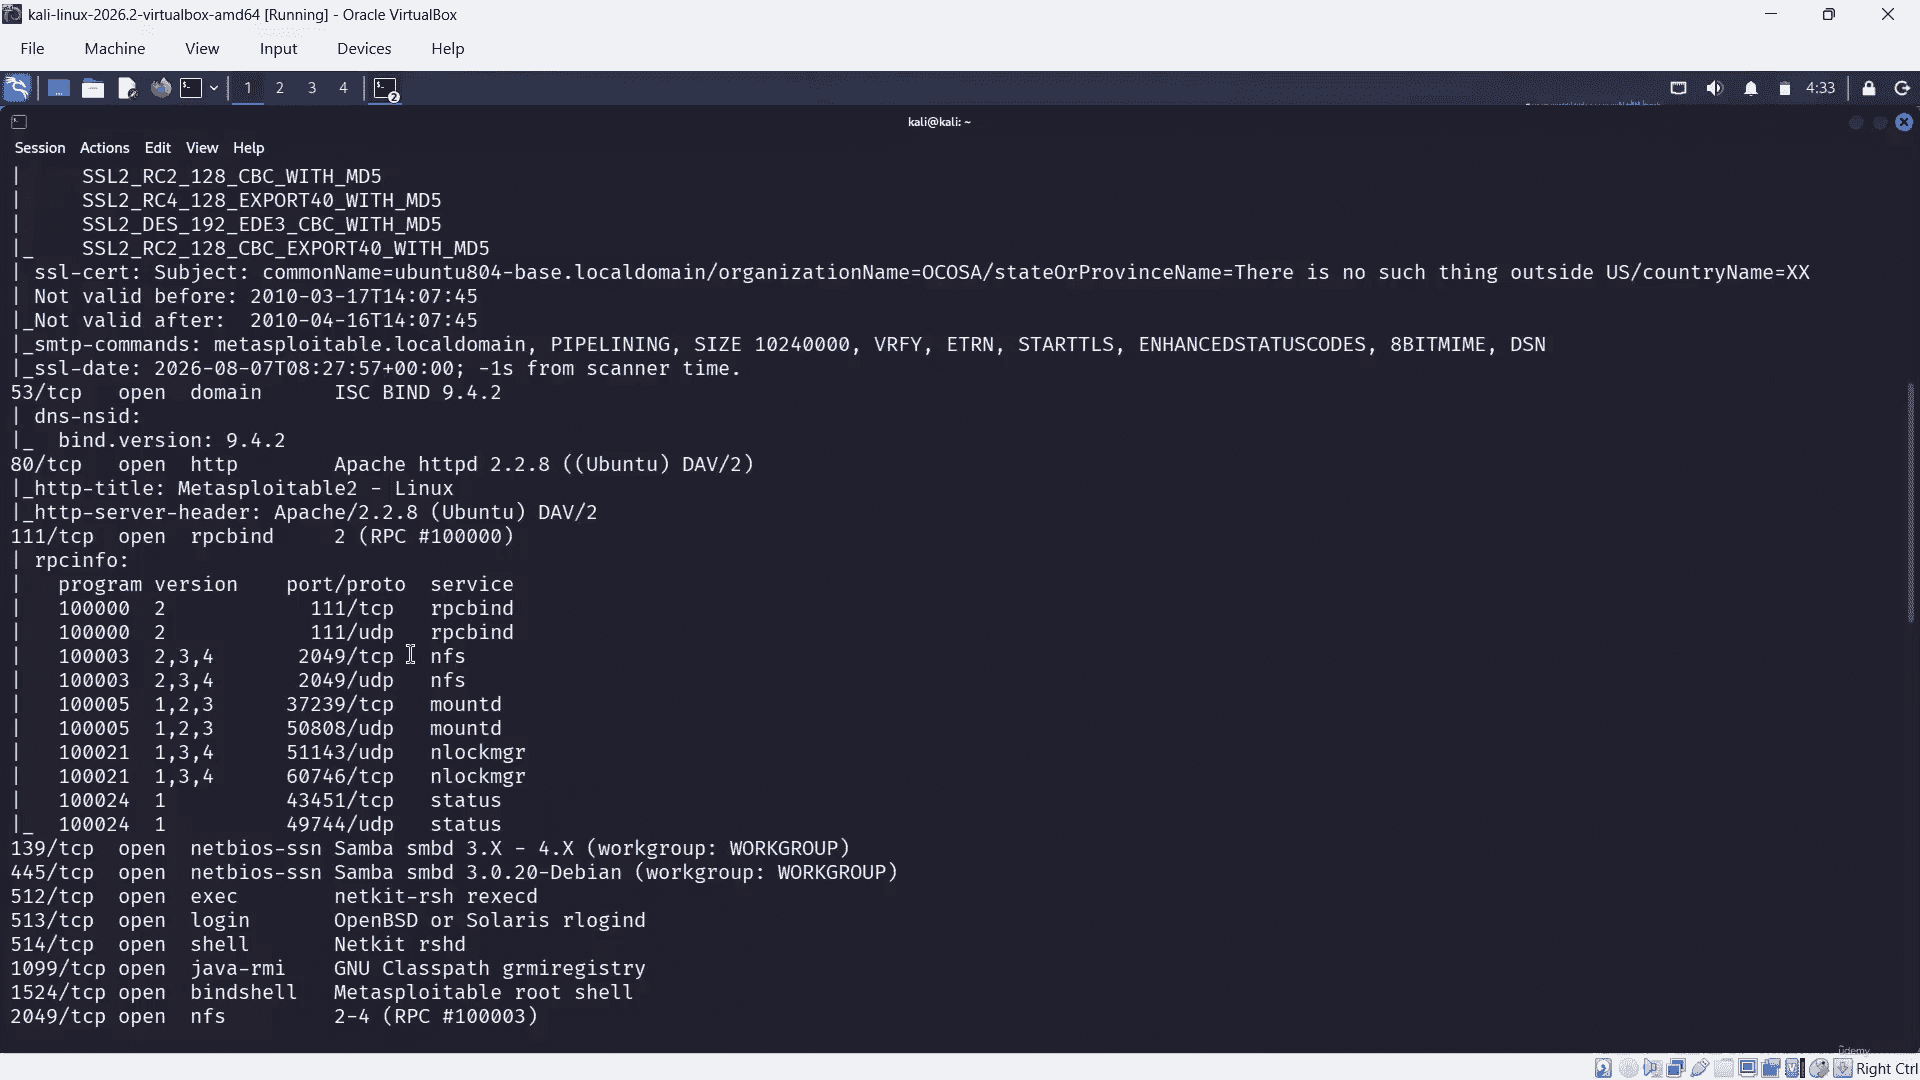 kali-linux-2026.2-virtualbox-amd64 [Running] - Oracle VirtualBox
File Machine View Input Devices Help
1 2 3 4 2 4:33
kali@kali: ~
Session Actions Edit View Help
|     SSL2_RC2_128_CBC_WITH_MD5
|     SSL2_RC4_128_EXPORT40_WITH_MD5
|     SSL2_DES_192_EDE3_CBC_WITH_MD5
|_    SSL2_RC2_128_CBC_EXPORT40_WITH_MD5
| ssl-cert: Subject: commonName=ubuntu804-base.localdomain/organizationName=OCOSA/stateOrProvinceName=There is no such thing outside US/countryName=XX
| Not valid before: 2010-03-17T14:07:45
|_Not valid after:  2010-04-16T14:07:45
|_smtp-commands: metasploitable.localdomain, PIPELINING, SIZE 10240000, VRFY, ETRN, STARTTLS, ENHANCEDSTATUSCODES, 8BITMIME, DSN
|_ssl-date: 2026-08-07T08:27:57+00:00; -1s from scanner time.
53/tcp   open  domain      ISC BIND 9.4.2
| dns-nsid:
|_  bind.version: 9.4.2
80/tcp   open  http        Apache httpd 2.2.8 ((Ubuntu) DAV/2)
|_http-title: Metasploitable2 - Linux
|_http-server-header: Apache/2.2.8 (Ubuntu) DAV/2
111/tcp  open  rpcbind     2 (RPC #100000)
| rpcinfo:
|   program version    port/proto  service
|   100000  2            111/tcp   rpcbind
|   100000  2            111/udp   rpcbind
|   100003  2,3,4       2049/tcp   nfs
|   100003  2,3,4       2049/udp   nfs
|   100005  1,2,3      37239/tcp   mountd
|   100005  1,2,3      50808/udp   mountd
|   100021  1,3,4      51143/udp   nlockmgr
|   100021  1,3,4      60746/tcp   nlockmgr
|   100024  1          43451/tcp   status
|_  100024  1          49744/udp   status
139/tcp  open  netbios-ssn Samba smbd 3.X - 4.X (workgroup: WORKGROUP)
445/tcp  open  netbios-ssn Samba smbd 3.0.20-Debian (workgroup: WORKGROUP)
512/tcp  open  exec        netkit-rsh rexecd
513/tcp  open  login       OpenBSD or Solaris rlogind
514/tcp  open  shell       Netkit rshd
1099/tcp open  java-rmi    GNU Classpath grmiregistry
1524/tcp open  bindshell   Metasploitable root shell
2049/tcp open  nfs         2-4 (RPC #100003)
udemy
Right Ctrl